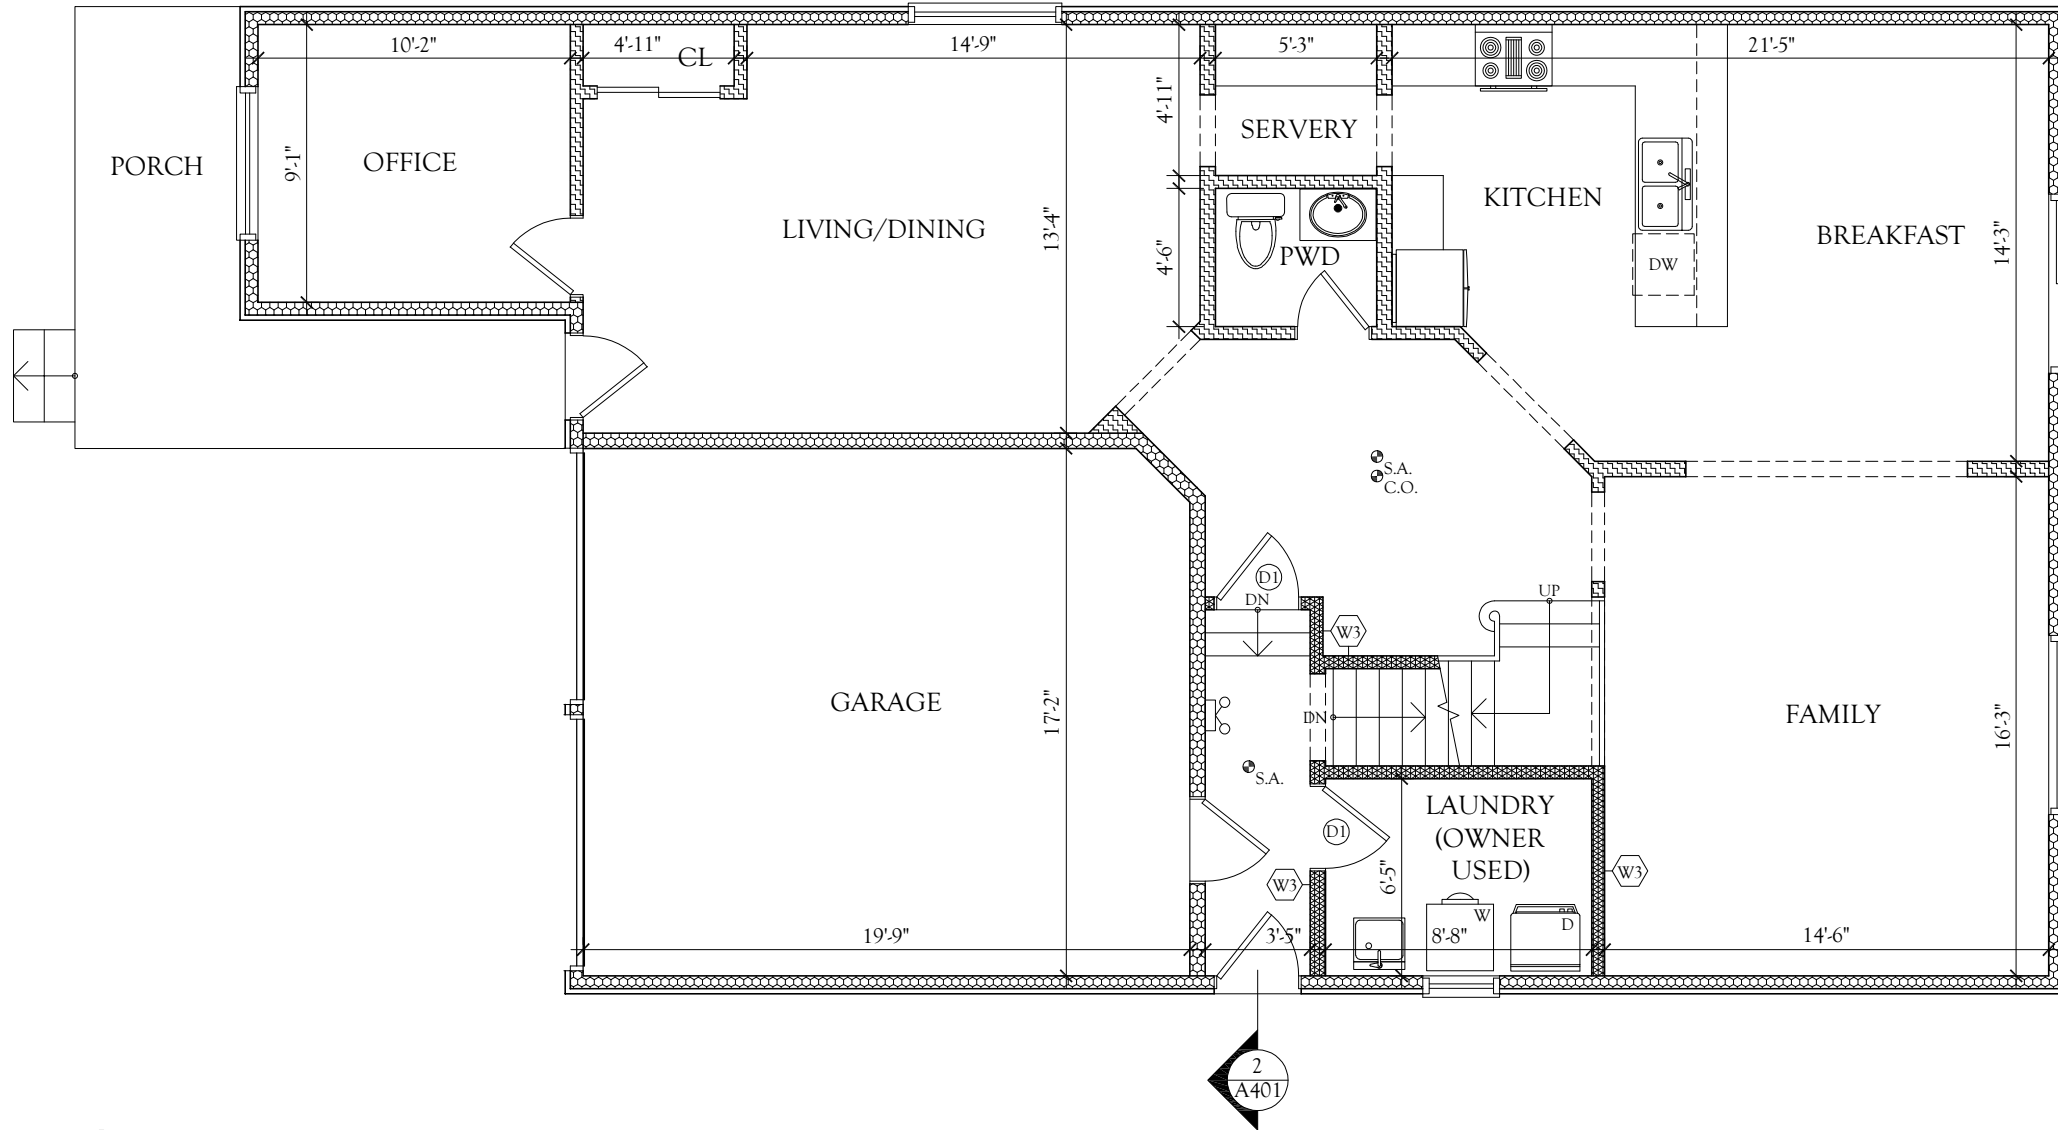 10'-2"
4'-11"
CL
14'-9"
5'-3"
21'-5"
4'-11"
SERVERY
PORCH
9'-1"
OFFICE
KITCHEN
LIVING/DINING
13'-4"
4'-6"
PWD
DW
BREAKFAST
14'-3"
S.A.
C.O.
D1
DN
UP
W3
GARAGE
17'-2"
DN
FAMILY
16'-3"
S.A.
LAUNDRY
(OWNER
USED)
D1
6'-5"
W3
W3
W
D
19'-9"
3'-5"
8'-8"
14'-6"
2
A401